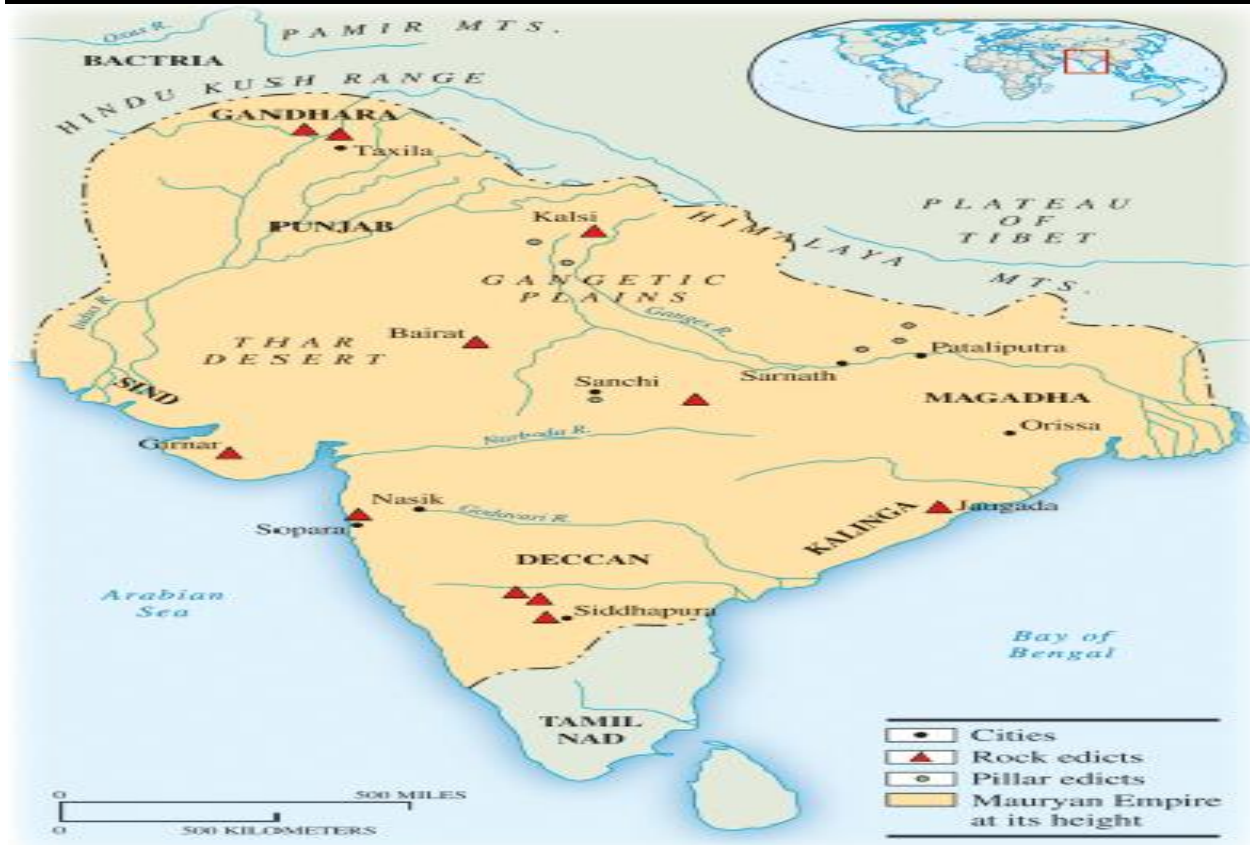 Oxus R.
PAMIR MTS.
BACTRIA
HINDU KUSH RANGE
GANDHARA
Taxila
PUNJAB
Kalsi
HIMALAYA
MTS.
PLATEAU
OF
TIBET
GANGETIC
PLAINS
Indus R.
Ganges R.
THAR
DESERT
Bairat
Pataliputra
Sarnath
Sanchi
SIND
MAGADHA
Orissa
Girnar
Narboda R.
Nasik
Sopara
Godavari R.
KALINGA
Jaugada
DECCAN
Arabian
Sea
Siddhapura
Bay of
Bengal
TAMIL
NAD
Cities
Rock edicts
Pillar edicts
Mauryan Empire
at its height
0 500 MILES
0 500 KILOMETERS